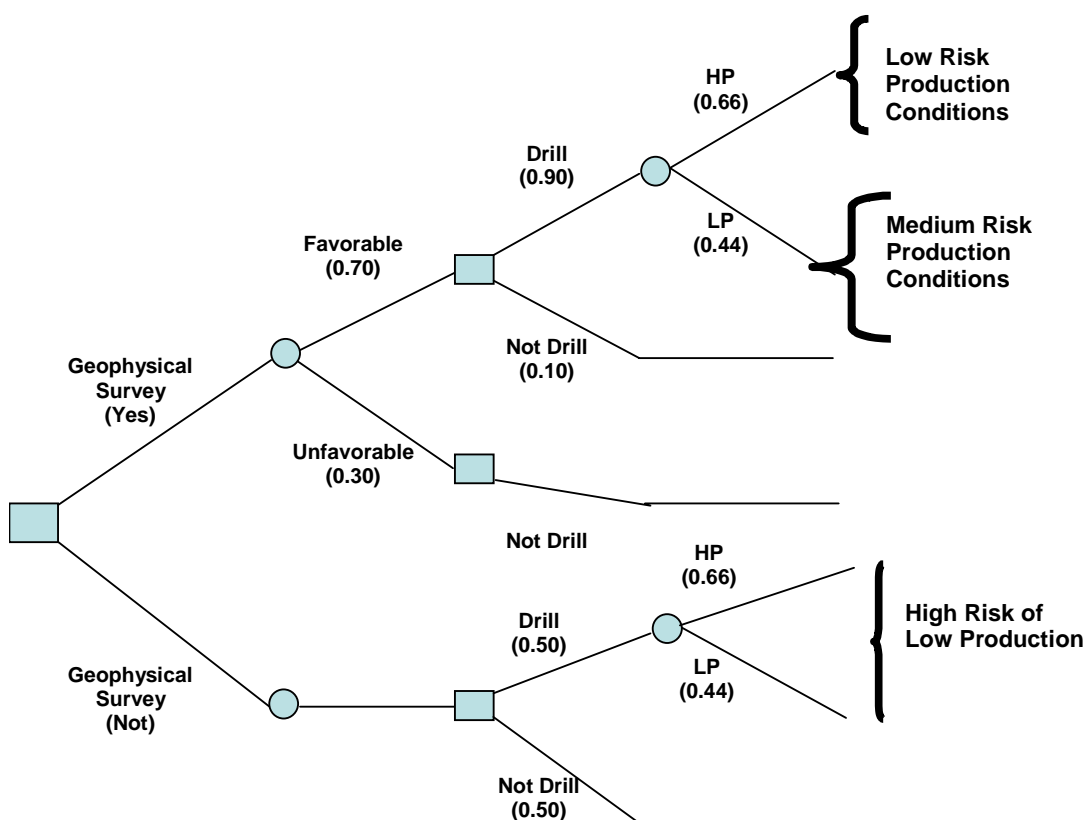 HP
(0.66)
Low Risk
Production
Conditions
Drill
(0.90)
LP
(0.44)
Medium Risk
Production
Conditions
Favorable
(0.70)
Not Drill
(0.10)
Geophysical
Survey
(Yes)
Unfavorable
(0.30)
Not Drill
HP
(0.66)
Drill
(0.50)
High Risk of
Low Production
LP
(0.44)
Geophysical
Survey
(Not)
Not Drill
(0.50)